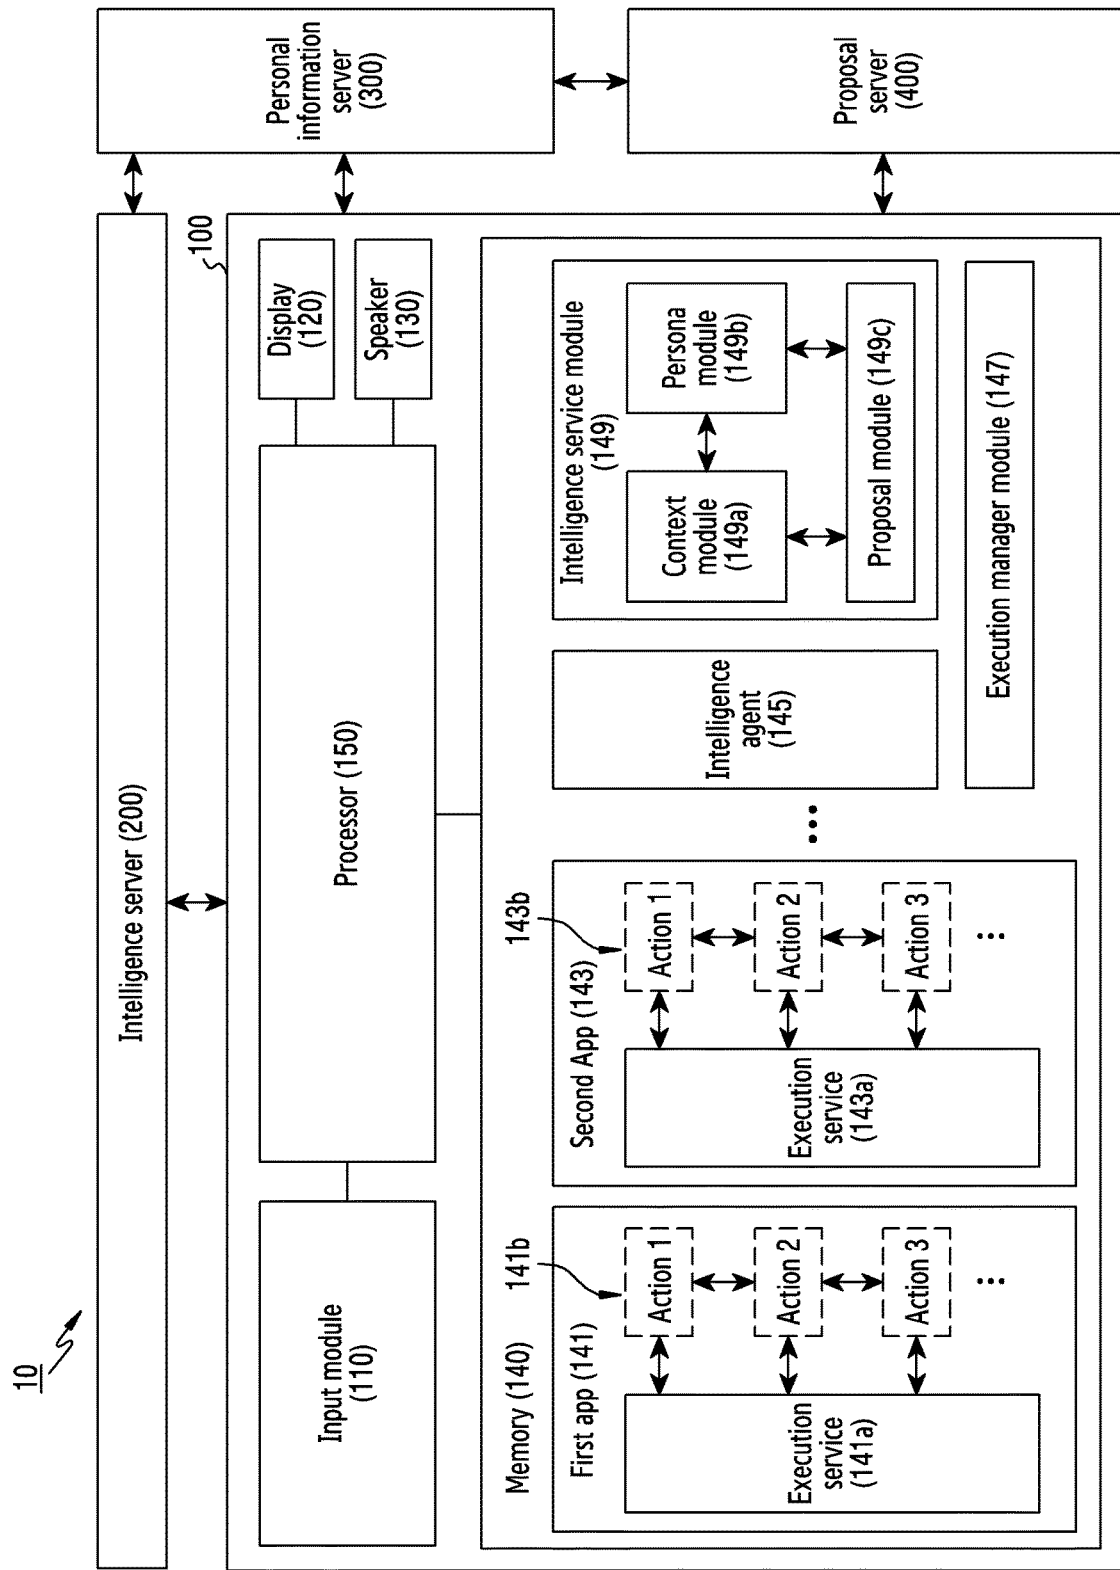 10
Intelligence server (200)
Personal
information
server
(300)
Proposal
server
(400)
100
Input module
(110)
Processor (150)
Display
(120)
Speaker
(130)
Memory (140)
First app (141)
141b
Execution
service
(141a)
Action 1
Action 2
Action 3
...
Second App (143)
143b
Execution
service
(143a)
Action 1
Action 2
Action 3
...
...
Intelligence
agent
(145)
Intelligence service module
(149)
Context
module
(149a)
Persona
module
(149b)
Proposal module (149c)
Execution manager module (147)